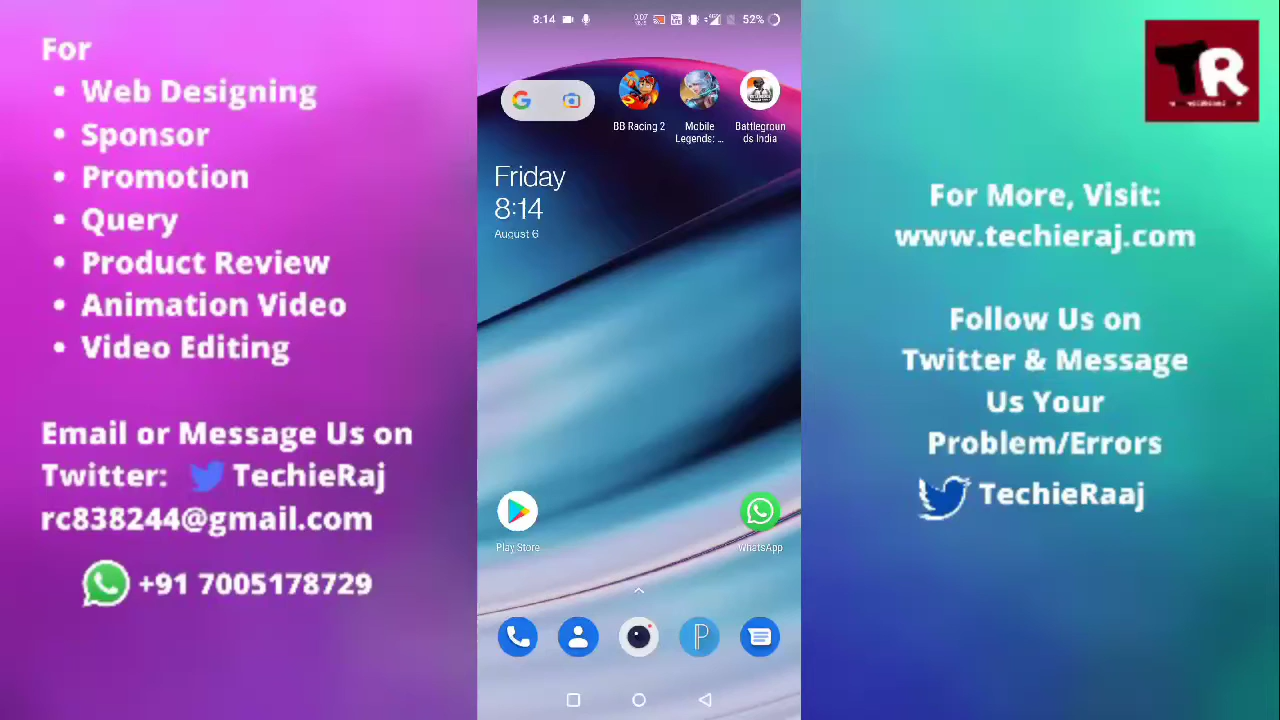 For
• Web Designing
• Sponsor
• Promotion
• Query
• Product Review
• Animation Video
• Video Editing
Email or Message Us on
Twitter: TechieRaj
rc838244@gmail.com
+91 7005178729
8:14
52%
G
BB Racing 2
Mobile
Legends: ...
Battlegroun
ds India
Friday
8:14
August 6
Play Store
WhatsApp
TR
For More, Visit:
www.techieraj.com
Follow Us on
Twitter & Message
Us Your
Problem/Errors
TechieRaaj